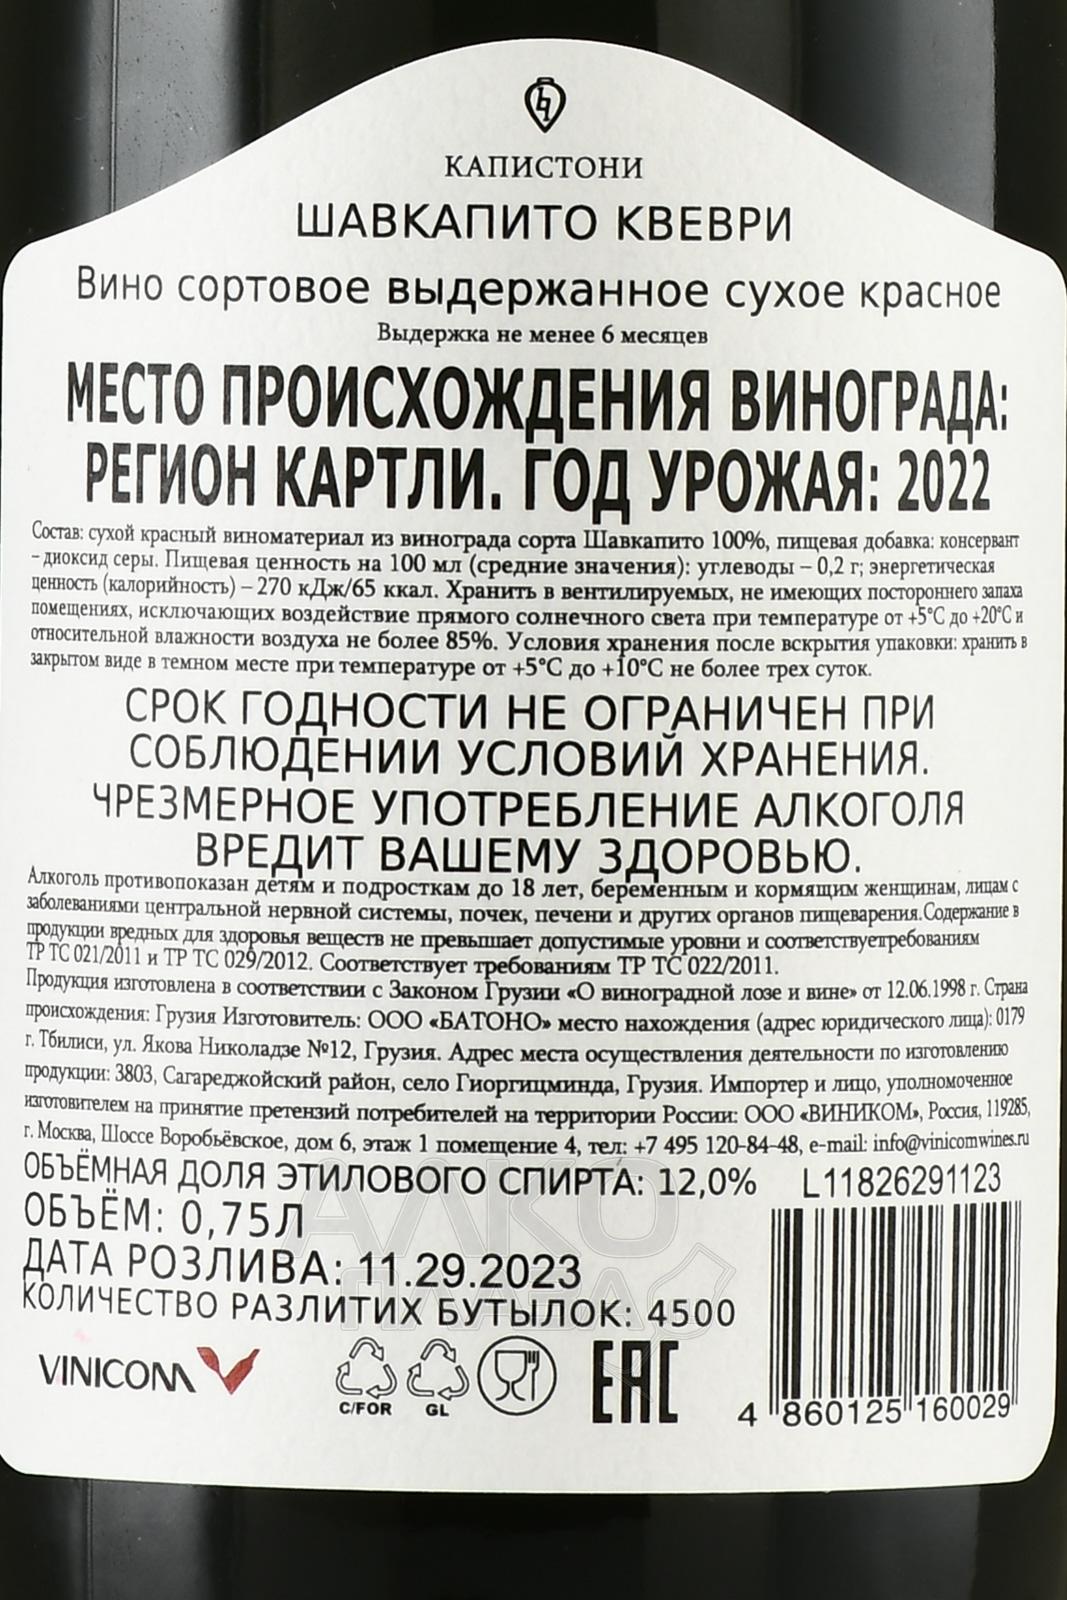 КАПИСТОНИ
ШАВКАПИТО КВЕВРИ
Вино сортовое выдержанное сухое красное
Выдержка не менее 6 месяцев
МЕСТО ПРОИСХОЖДЕНИЯ ВИНОГРАДА:
РЕГИОН КАРТЛИ. ГОД УРОЖАЯ: 2022
Состав: сухой красный виноматериал из винограда сорта Шавкапито 100%, пищевая добавка: консервант
– диоксид серы. Пищевая ценность на 100 мл (средние значения): углеводы – 0,2 г; энергетическая
ценность (калорийность) – 270 кДж/65 ккал. Хранить в вентилируемых, не имеющих постороннего запаха
помещениях, исключающих воздействие прямого солнечного света при температуре от +5°С до +20°С и
относительной влажности воздуха не более 85%. Условия хранения после вскрытия упаковки: хранить в
закрытом виде в темном месте при температуре от +5°С до +10°С не более трех суток.
СРОК ГОДНОСТИ НЕ ОГРАНИЧЕН ПРИ
СОБЛЮДЕНИИ УСЛОВИЙ ХРАНЕНИЯ.
ЧРЕЗМЕРНОЕ УПОТРЕБЛЕНИЕ АЛКОГОЛЯ
ВРЕДИТ ВАШЕМУ ЗДОРОВЬЮ.
Алкоголь противопоказан детям и подросткам до 18 лет, беременным и кормящим женщинам, лицам с
заболеваниями центральной нервной системы, почек, печени и других органов пищеварения.Содержание в
продукции вредных для здоровья веществ не превышает допустимые уровни и соответствуеттребованиям
ТР ТС 021/2011 и ТР ТС 029/2012. Соответствует требованиям ТР ТС 022/2011.
Продукция изготовлена в соответствии с Законом Грузии «О виноградной лозе и вине» от 12.06.1998 г. Страна
происхождения: Грузия Изготовитель: ООО «БАТОНО» место нахождения (адрес юридического лица): 0179
г. Тбилиси, ул. Якова Николадзе №12, Грузия. Адрес места осуществления деятельности по изготовлению
продукции: 3803, Сагареджойский район, село Гиоргицминда, Грузия. Импортер и лицо, уполномоченное
изготовителем на принятие претензий потребителей на территории России: ООО «ВИНИКОМ», Россия, 119285,
г. Москва, Шоссе Воробьёвское, дом 6, этаж 1 помещение 4, тел: +7 495 120-84-48, e-mail: info@vinicomwines.ru
ОБЪЁМНАЯ ДОЛЯ ЭТИЛОВОГО СПИРТА: 12,0% L11826291123
ОБЪЁМ: 0,75Л
ДАТА РОЗЛИВА: 11.29.2023
КОЛИЧЕСТВО РАЗЛИТИХ БУТЫЛОК: 4500
АЛКО
ПЛАЗА
VINICOM
C/FOR GL EAC
4 860125 160029